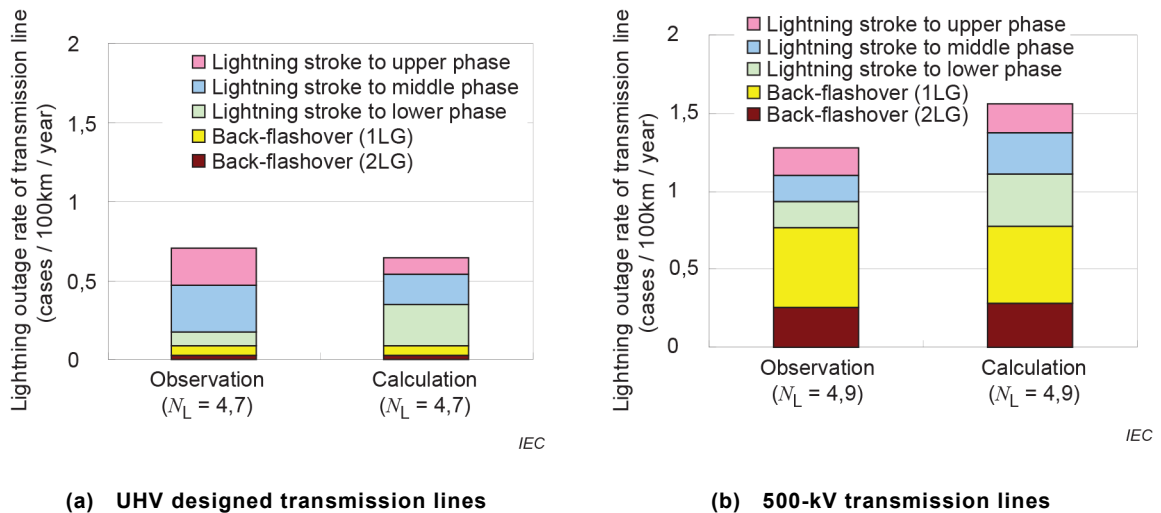 Lightning outage rate of transmission line
(cases / 100km / year)
2
1,5
1
0,5
0
Lightning stroke to upper phase
Lightning stroke to middle phase
Lightning stroke to lower phase
Back-flashover (1LG)
Back-flashover (2LG)
Observation
(NL = 4,7)
Calculation
(NL = 4,7)
IEC
(a) UHV designed transmission lines
Lightning outage rate of transmission line
(cases / 100km / year)
2
1,5
1
0,5
0
Lightning stroke to upper phase
Lightning stroke to middle phase
Lightning stroke to lower phase
Back-flashover (1LG)
Back-flashover (2LG)
Observation
(NL = 4,9)
Calculation
(NL = 4,9)
IEC
(b) 500-kV transmission lines